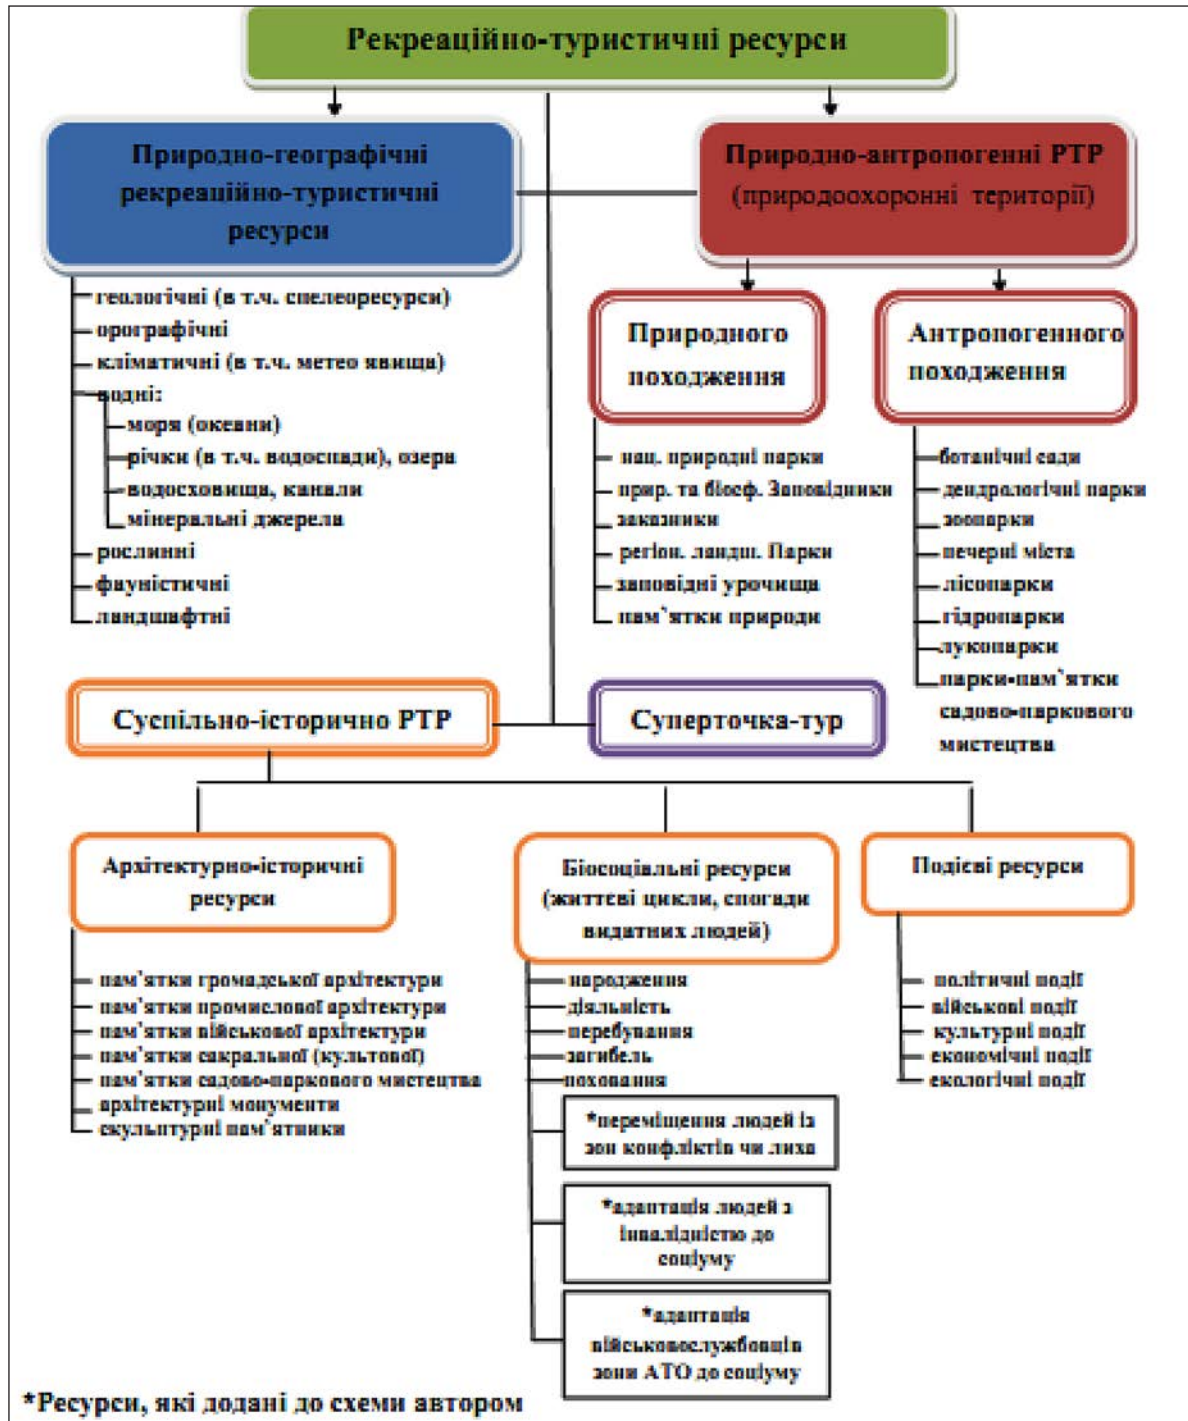 Рекреаційно-туристичні ресурси
Природно-географічні
рекреаційно-туристичні
ресурси
геологічні (в т.ч. спелеоресурси)
орографічні
кліматичні (в т.ч. метео явища)
водні:
моря (океани)
річки (в т.ч. водоспади), озера
водосховища, канали
мінеральні джерела
рослинні
фауністичні
ландшафтні
Природно-антропогенні РТР
(природоохоронні території)
Природного
походження
нац. природні парки
прир. та біосф. Заповідники
заказники
регіон. ландш. Парки
заповідні урочища
пам`ятки природи
Антропогенного
походження
ботанічні сади
дендрологічні парки
зоопарки
печерні міста
лісопарки
гідропарки
лукопарки
парки-пам`ятки
садово-паркового
мистецтва
Суспільно-історично РТР
Суперточка-тур
Архітектурно-історичні
ресурси
пам`ятки громадської архітектури
пам`ятки промислової архітектури
пам`ятки військової архітектури
пам`ятки сакральної (культової)
пам`ятки садово-паркового мистецтва
архітектурні монументи
скульптурні пам`ятники
Біосоціальні ресурси
(життєві цикли, спогади
видатних людей)
народження
діяльність
перебування
загибель
поховання
*переміщення людей із
зон конфліктів чи лиха
*адаптація людей з
інвалідністю до
соціуму
*адаптація
військовослужбовців
зони АТО до соціуму
Подієві ресурси
політичні події
військові події
культурні події
економічні події
екологічні події
*Ресурси, які додані до схеми автором